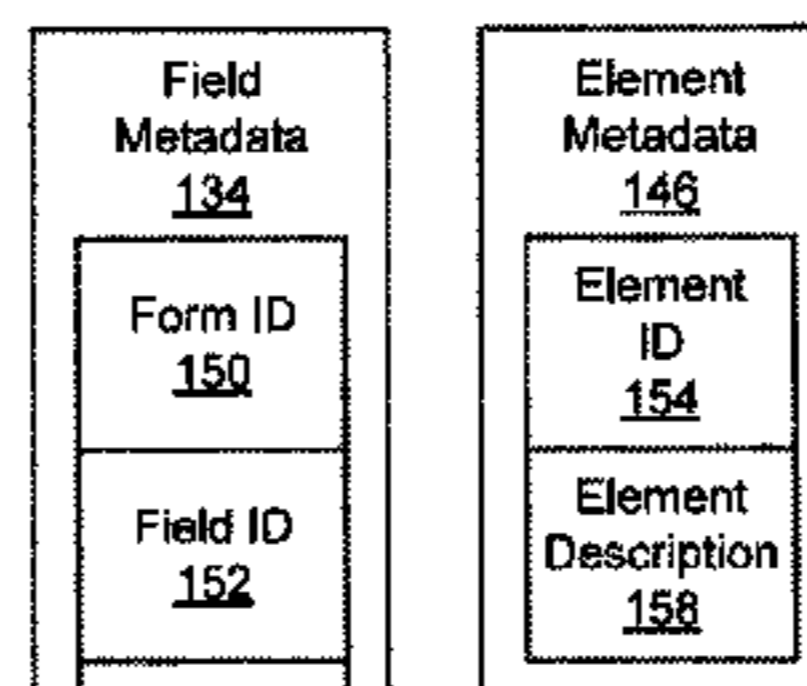 Field
Metadata
134
Form ID
150
Field ID
152
Element
Metadata
146
Element
ID
154
Element
Description
158